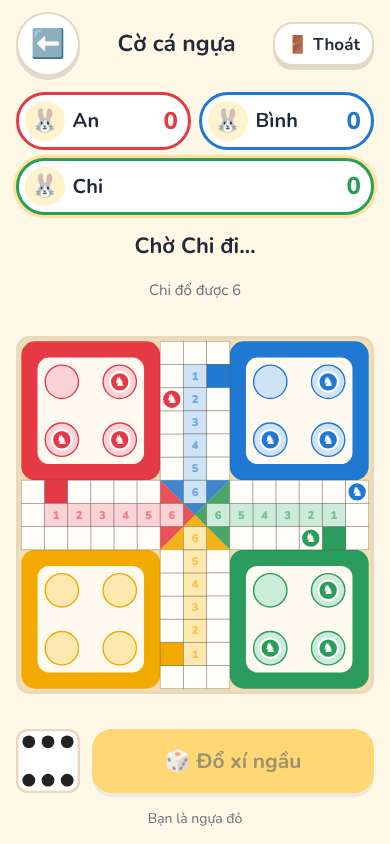 Cờ cá ngựa
Thoát
An 0
Bình 0
Chi 0
Chờ Chi đi...
Chi đổ được 6
1
2
3
4
5
6
1 2 3 4 5 6
6 5 4 3 2 1
6
5
4
3
2
1
Đổ xí ngầu
Bạn là ngựa đỏ